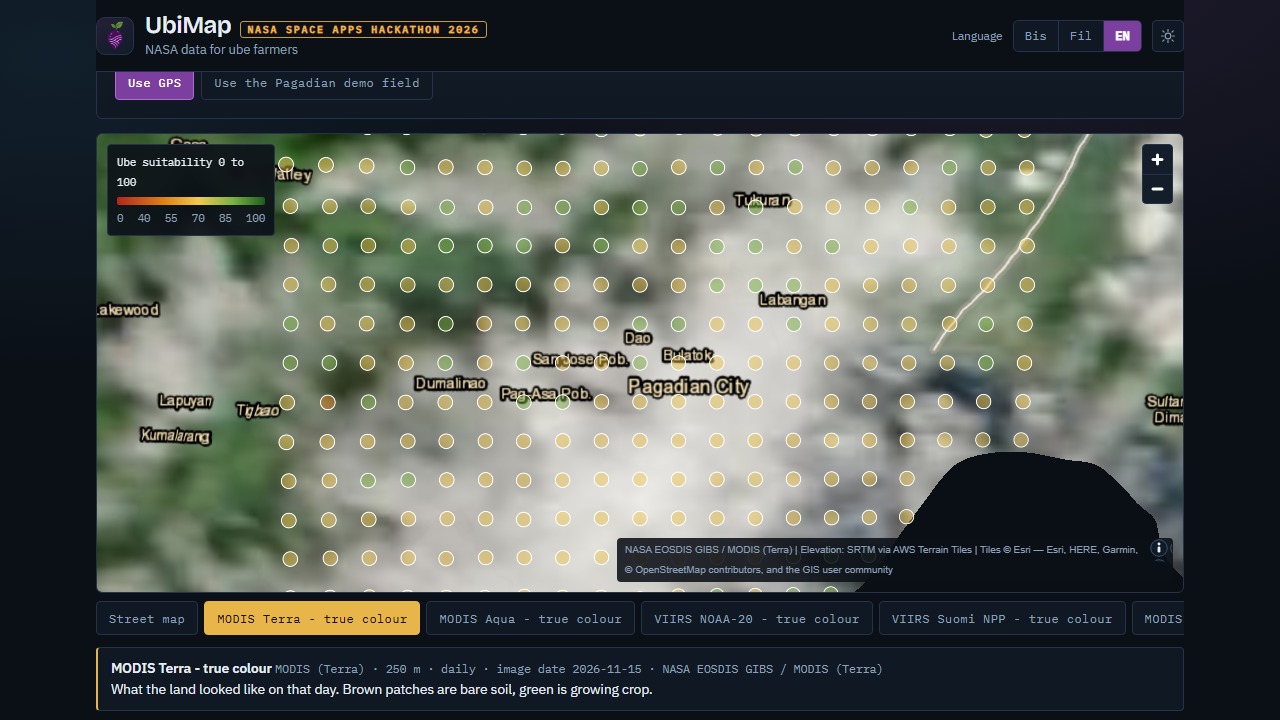 UbiMap NASA SPACE APPS HACKATHON 2026
NASA data for ube farmers
Language Bis Fil EN
Use GPS Use the Pagadian demo field
Ube suitability 0 to
100
0 40 55 70 85 100
Valley
Tukuran
+
−
Lakewood
Labangan
Dao
San Jose Pob.
Bulatok
Dumalinao
Pag-Asa Pob.
Pagadian City
Lapuyan
Tigbao
Kumalarang
NASA EOSDIS GIBS / MODIS (Terra) | Elevation: SRTM via AWS Terrain Tiles | Tiles © Esri — Esri, HERE, Garmin,
© OpenStreetMap contributors, and the GIS user community
Street map MODIS Terra - true colour MODIS Aqua - true colour VIIRS NOAA-20 - true colour VIIRS Suomi NPP - true colour MODIS
MODIS Terra - true colour MODIS (Terra) · 250 m · daily · image date 2026-11-15 · NASA EOSDIS GIBS / MODIS (Terra)
What the land looked like on that day. Brown patches are bare soil, green is growing crop.